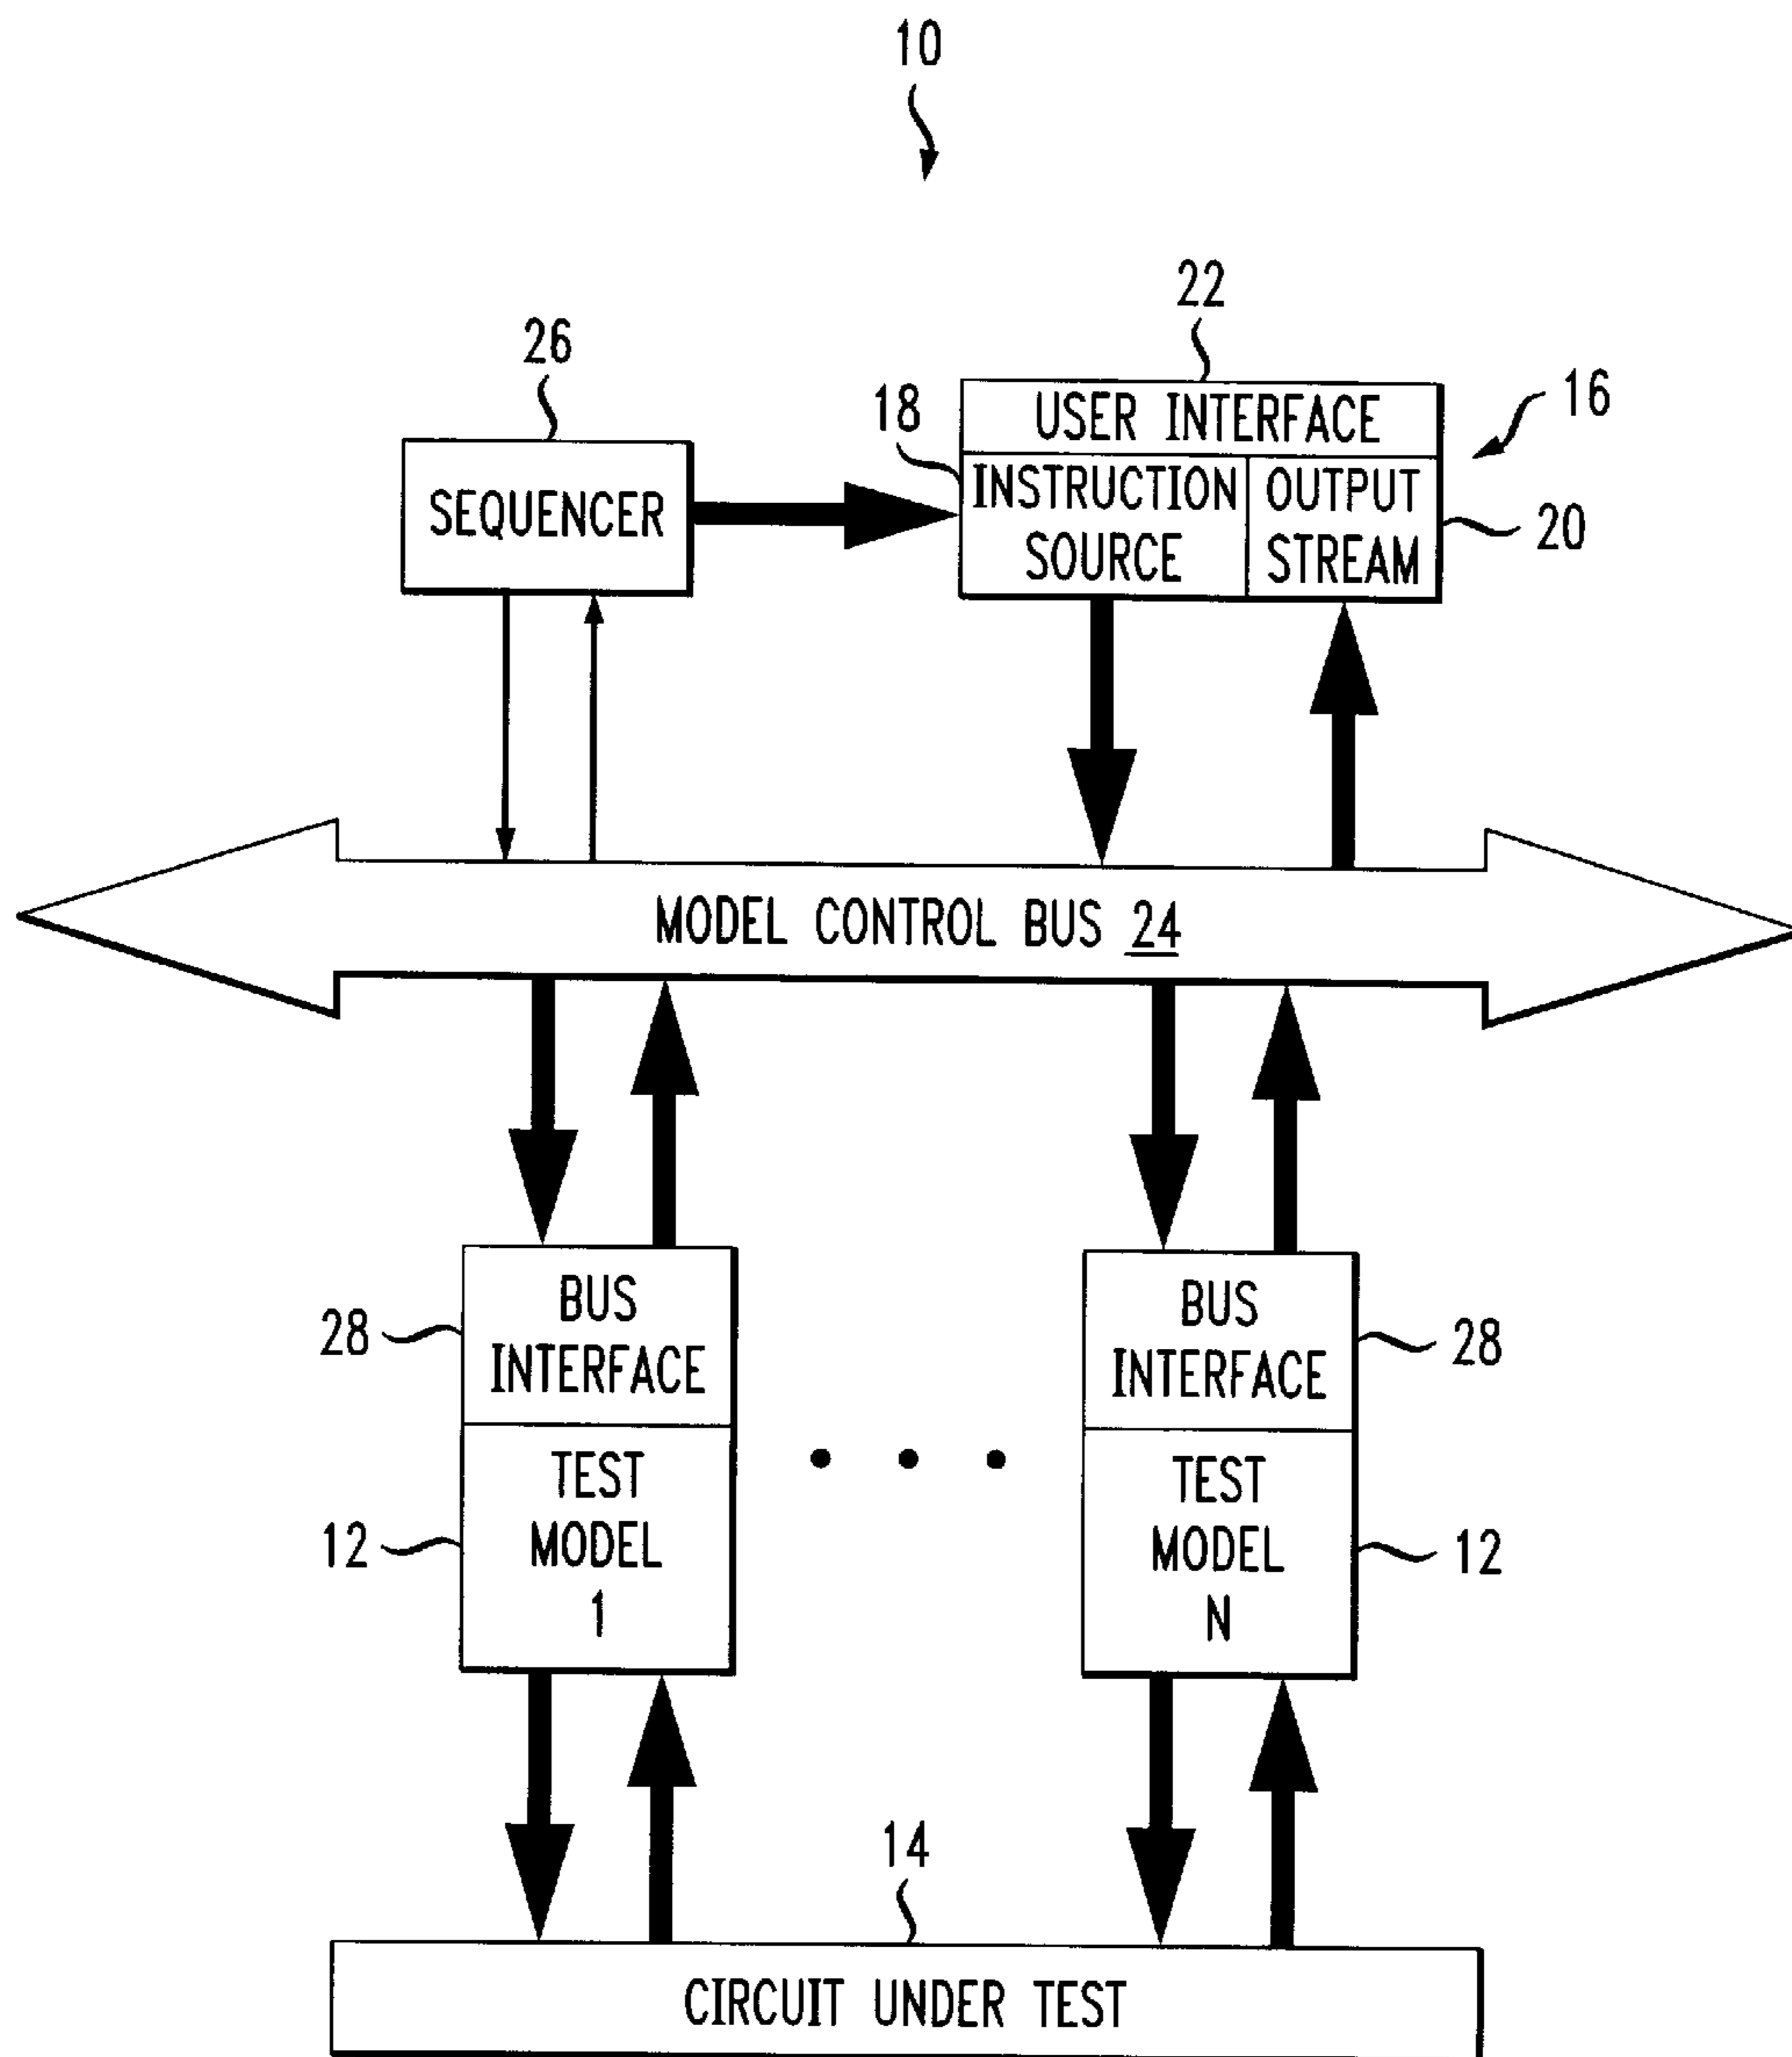 10
22
26
18
USER INTERFACE
16
SEQUENCER
INSTRUCTION
SOURCE
OUTPUT
STREAM
20
MODEL CONTROL BUS 24
28
BUS
INTERFACE
BUS
INTERFACE
28
12
TEST
MODEL
1
TEST
MODEL
N
12
14
CIRCUIT UNDER TEST